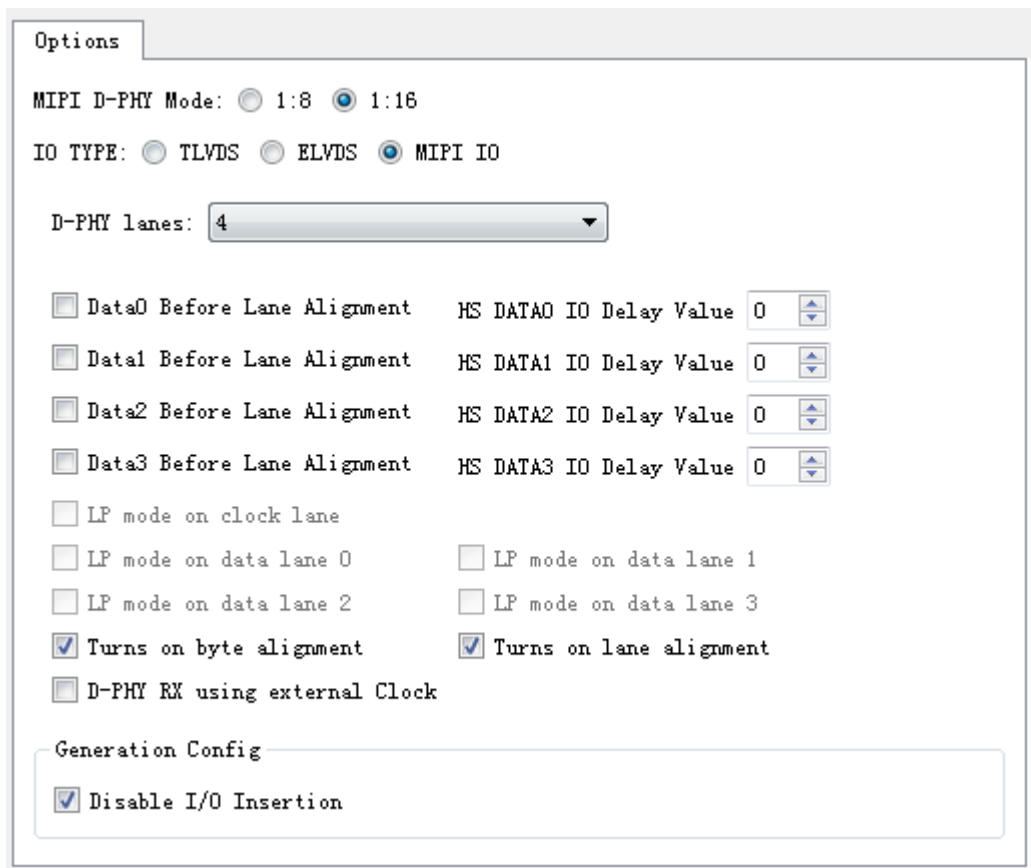 Options
MIPI D-PHY Mode: 1:8 1:16
IO TYPE: TLVDS ELVDS MIPI IO
D-PHY lanes: 4
Data0 Before Lane Alignment HS DATA0 IO Delay Value 0
Data1 Before Lane Alignment HS DATA1 IO Delay Value 0
Data2 Before Lane Alignment HS DATA2 IO Delay Value 0
Data3 Before Lane Alignment HS DATA3 IO Delay Value 0
LP mode on clock lane
LP mode on data lane 0 LP mode on data lane 1
LP mode on data lane 2 LP mode on data lane 3
Turns on byte alignment Turns on lane alignment
D-PHY RX using external Clock
Generation Config
Disable I/O Insertion